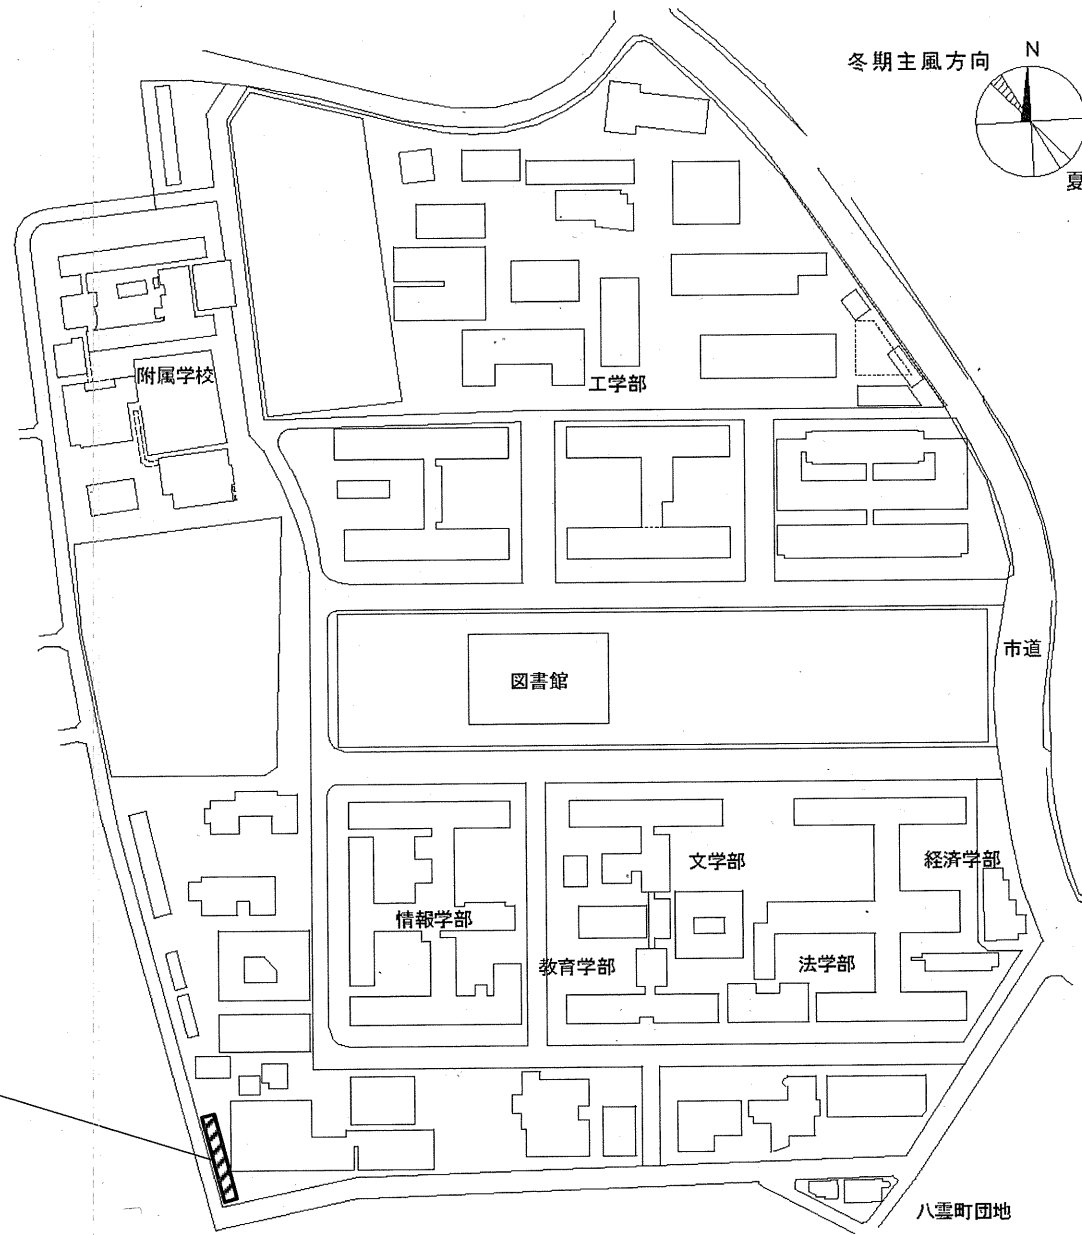 冬期主風方向
N
夏
附属学校
工学部
市道
図書館
文学部
経済学部
情報学部
教育学部
法学部
八雲町団地